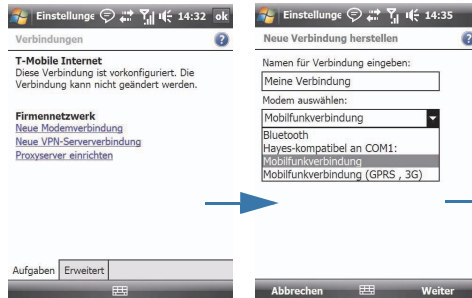 Einstellunge 14:32 ok
Verbindungen
T-Mobile Internet
Diese Verbindung ist vorkonfiguriert. Die
Verbindung kann nicht geändert werden.
Firmennetzwerk
Neue Modemverbindung
Neue VPN-Serververbindung
Proxyserver einrichten
Aufgaben Erweitert
Einstellunge 14:35
Neue Verbindung herstellen
Namen für Verbindung eingeben:
Meine Verbindung
Modem auswählen:
Mobilfunkverbindung
Bluetooth
Hayes-kompatibel an COM1:
Mobilfunkverbindung
Mobilfunkverbindung (GPRS , 3G)
Abbrechen Weiter